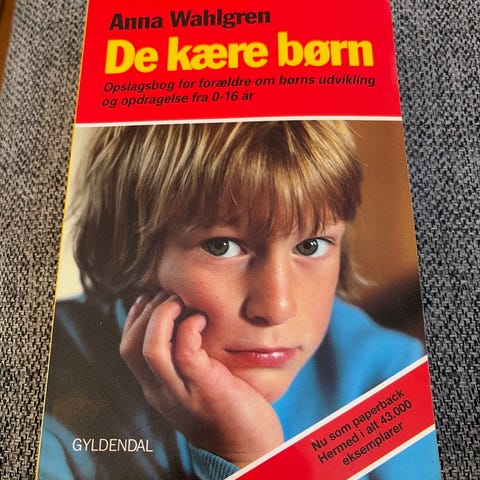 Anna Wahlgren
De kære børn
Opslagsbog for forældre om børns udvikling
og opdragelse fra 0-16 år
Nu som paperback
Hermed i alt 43.000
eksemplarer
GYLDENDAL